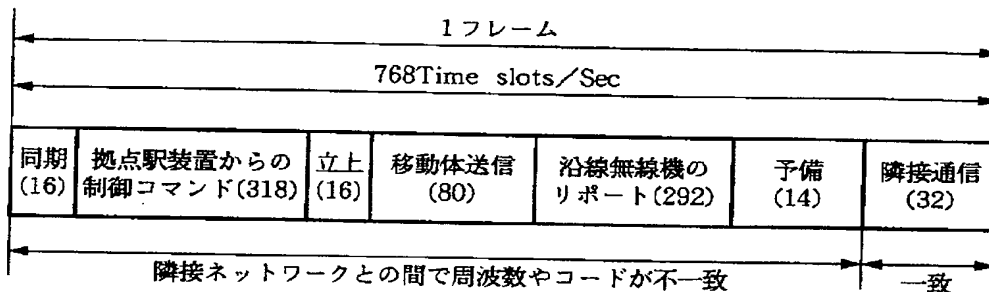 1フレーム
768Time slots/Sec
同期
(16)
拠点駅装置からの
制御コマンド(318)
立上
(16)
移動体送信
(80)
沿線無線機の
リポート(292)
予備
(14)
隣接通信
(32)
隣接ネットワークとの間で周波数やコードが不一致
一致